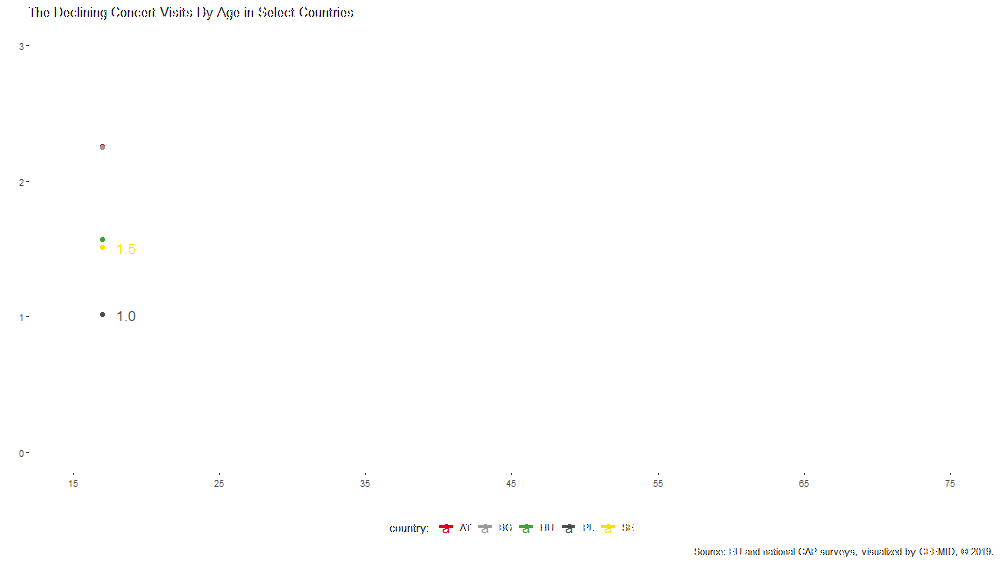 The Declining Concert Visits By Age in Select Countries
3
2
1.5
1
1.0
0
15 25 35 45 55 65 75
country: a AT a BG a HU a PL a SE
Source: EU and national CAP surveys, visualized by CEEMID, © 2019.